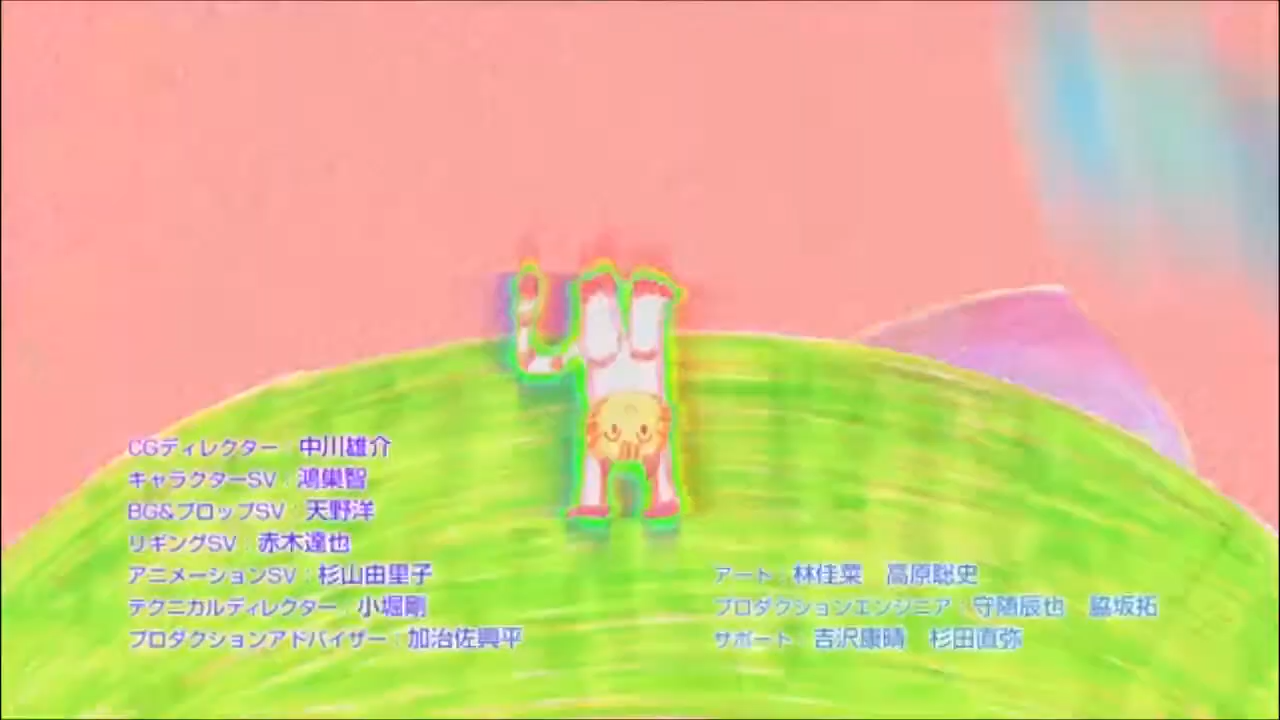 CGディレクター：中川雄介
キャラクターSV：鴻巣智
BG&プロップSV：天野洋
リギングSV：赤木達也
アニメーションSV：杉山由里子
テクニカルディレクター：小堀剛
プロダクションアドバイザー：加治佐興平
アート：林佳菜　高原聡史
プロダクションエンジニア：守随辰也　脇坂拓
サポート：吉沢康晴　杉田直弥